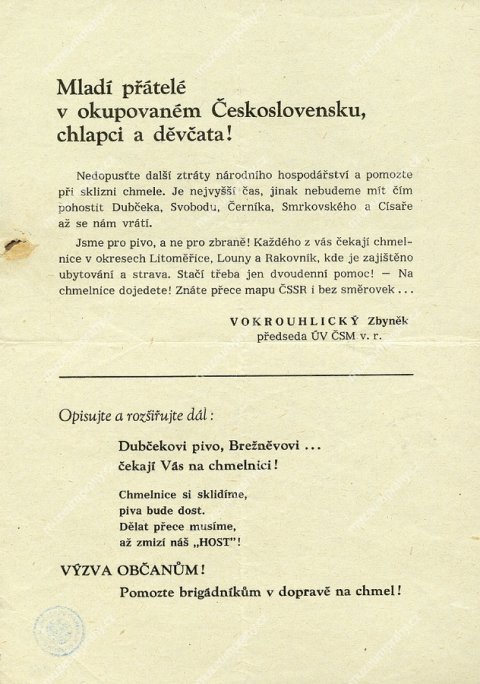 Mladí přátelé
v okupovaném Československu,
chlapci a děvčata!
Nedopusťte další ztráty národního hospodářství a pomozte
při sklizni chmele. Je nejvyšší čas, jinak nebudeme mít čím
pohostit Dubčeka, Svobodu, Černíka, Smrkovského a Císaře
až se nám vrátí.
Jsme pro pivo, a ne pro zbraně! Každého z vás čekají chmel-
nice v okresech Litoměřice, Louny a Rakovník, kde je zajištěno
ubytování a strava. Stačí třeba jen dvoudenní pomoc! — Na
chmelnice dojedete! Znáte přece mapu ČSSR i bez směrovek ...
VOKROUHLICKÝ Zbyněk
předseda ÚV ČSM v. r.
Opisujte a rozšiřujte dál:
Dubčekovi pivo, Brežněvovi ...
čekají Vás na chmelnici!
Chmelnice si sklidíme,
piva bude dost.
Dělat přece musíme,
až zmizí náš „HOST"!
VÝZVA OBČANŮM!
Pomozte brigádníkům v dopravě na chmel!